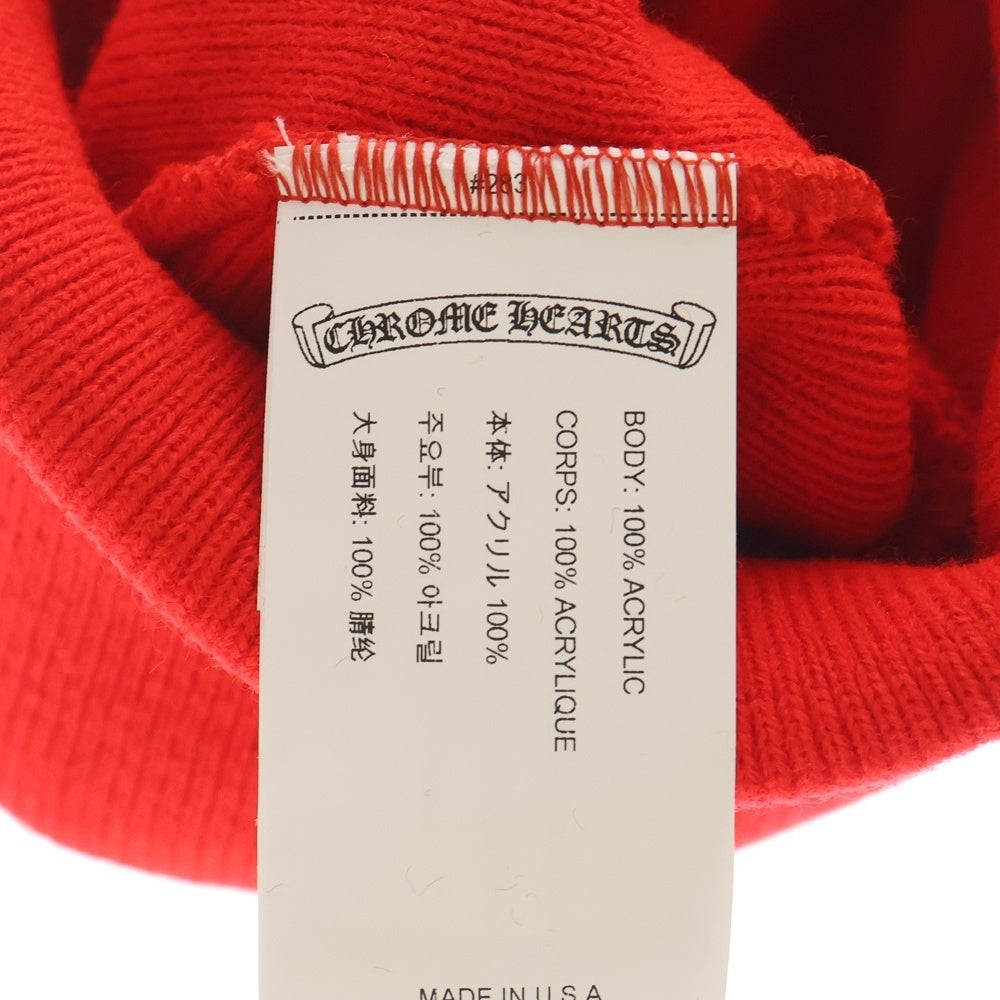 #283
CHROME HEARTS
BODY: 100% ACRYLIC
CORPS: 100% ACRYLIQUE
本体: アクリル 100%
주요부: 100% 아크릴
大身面料: 100% 腈纶
MADE IN U.S.A